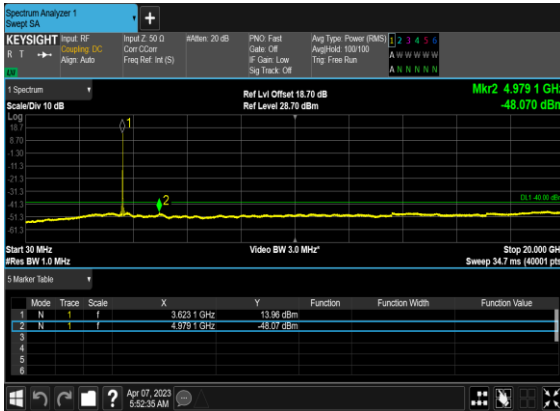 Spectrum Analyzer 1
Swept SA
+
KEYSIGHT Input: RF Input Z: 50 Ω #Atten: 20 dB PNO: Fast Avg Type: Power (RMS) 1 2 3 4 5 6
R T Coupling: DC Corr CCorr Gate: Off Avg|Hold: 100/100 A W W W W W
Align: Auto Freq Ref: Int (S) IF Gain: Low Trig: Free Run
Sig Track: Off A N N N N N
1 Spectrum
Mkr2 4.979 1 GHz
Ref Lvl Offset 18.70 dB
Scale/Div 10 dB Ref Level 28.70 dBm -48.070 dBm
Log
18.7
8.70
-1.30
-11.3
-21.3
-31.3
-41.3
-51.3
-61.3
1
2
DL1 -40.00 dBm
Start 30 MHz Video BW 3.0 MHz* Stop 20.000 GHz
#Res BW 1.0 MHz Sweep 34.7 ms (40001 pts)
5 Marker Table
Mode Trace Scale X Y Function Function Width Function Value
1 N 1 f 3.623 1 GHz 13.96 dBm
2 N 1 f 4.979 1 GHz -48.07 dBm
3
4
5
6
? Apr 07, 2023
5:52:35 AM